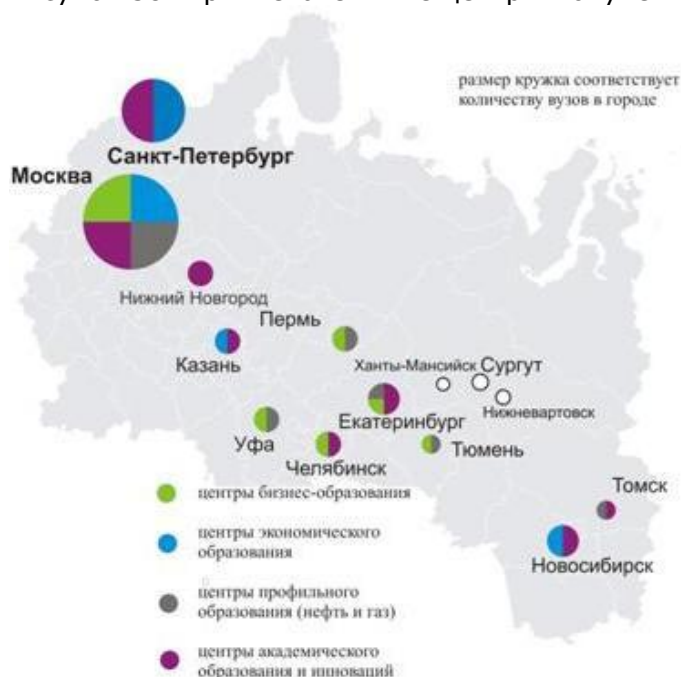 размер кружка соответствует
количеству вузов в городе
Санкт-Петербург
Москва
Нижний Новгород
Пермь
Казань
Ханты-Мансийск
Сургут
Нижневартовск
Екатеринбург
Уфа
Тюмень
Челябинск
Томск
Новосибирск
центры бизнес-образования
центры экономического
образования
центры профильного
образования (нефть и газ)
центры академического
образования и инноваций